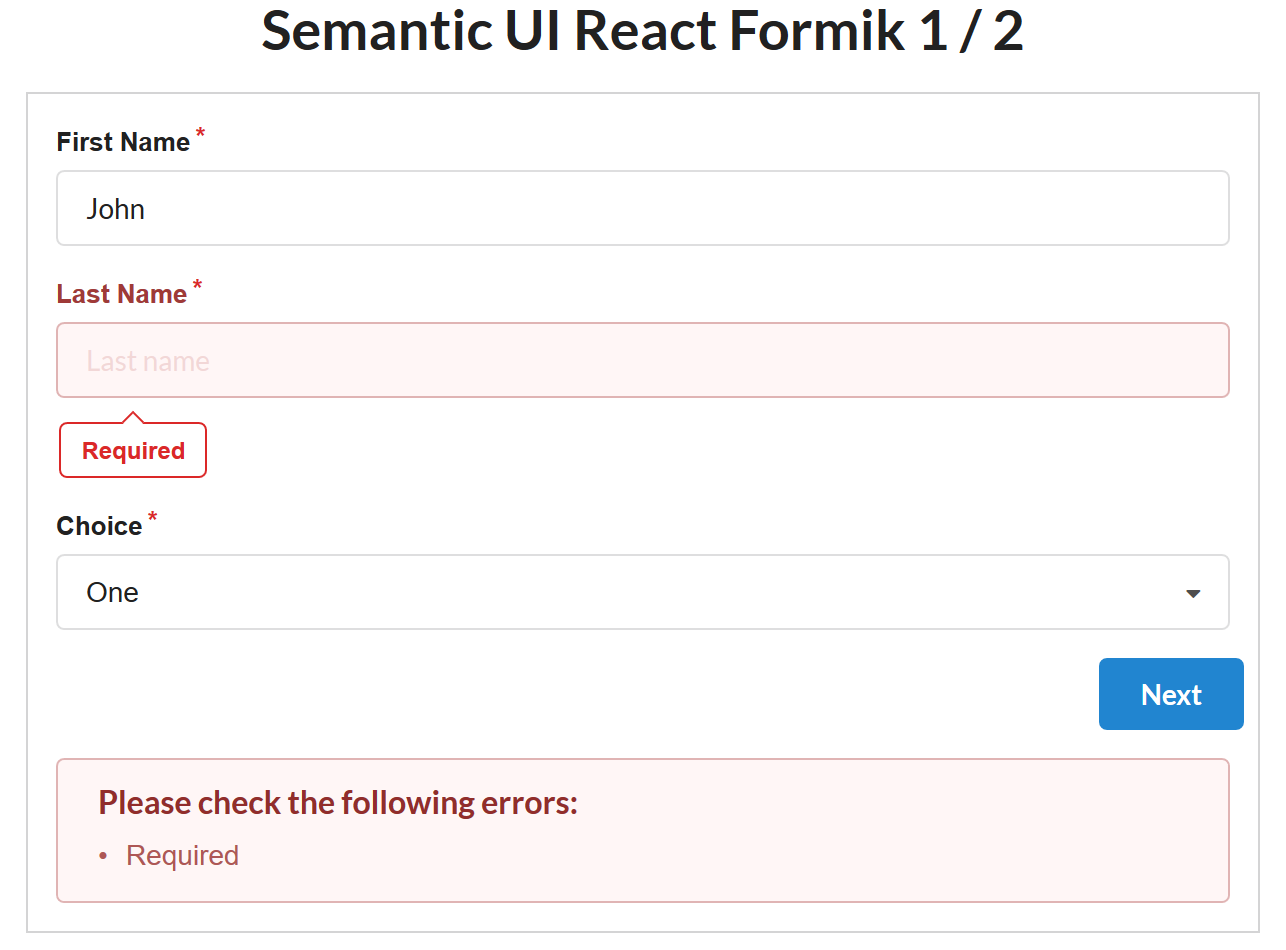 Semantic UI React Formik 1 / 2
First Name *
John
Last Name *
Last name
Required
Choice *
One
Next
Please check the following errors:
• Required